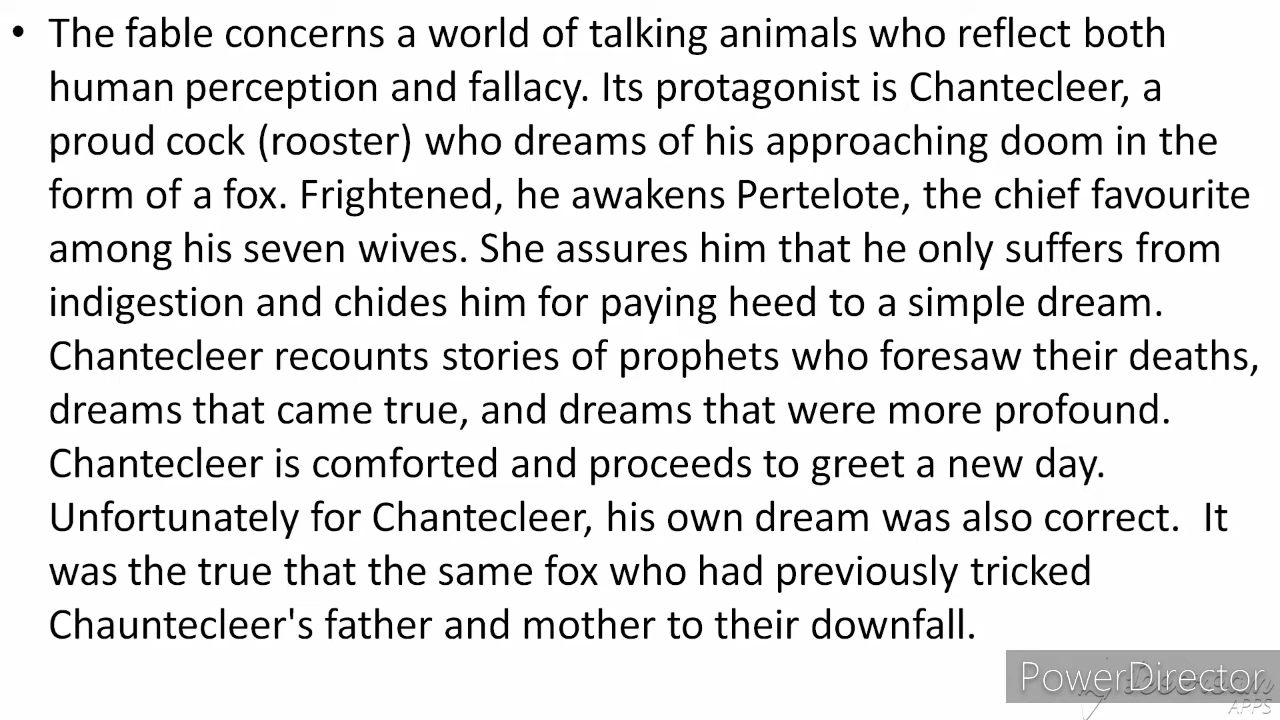 • The fable concerns a world of talking animals who reflect both
human perception and fallacy. Its protagonist is Chantecleer, a
proud cock (rooster) who dreams of his approaching doom in the
form of a fox. Frightened, he awakens Pertelote, the chief favourite
among his seven wives. She assures him that he only suffers from
indigestion and chides him for paying heed to a simple dream.
Chantecleer recounts stories of prophets who foresaw their deaths,
dreams that came true, and dreams that were more profound.
Chantecleer is comforted and proceeds to greet a new day.
Unfortunately for Chantecleer, his own dream was also correct.  It
was the true that the same fox who had previously tricked
Chauntecleer's father and mother to their downfall.
PowerDirector
APPS